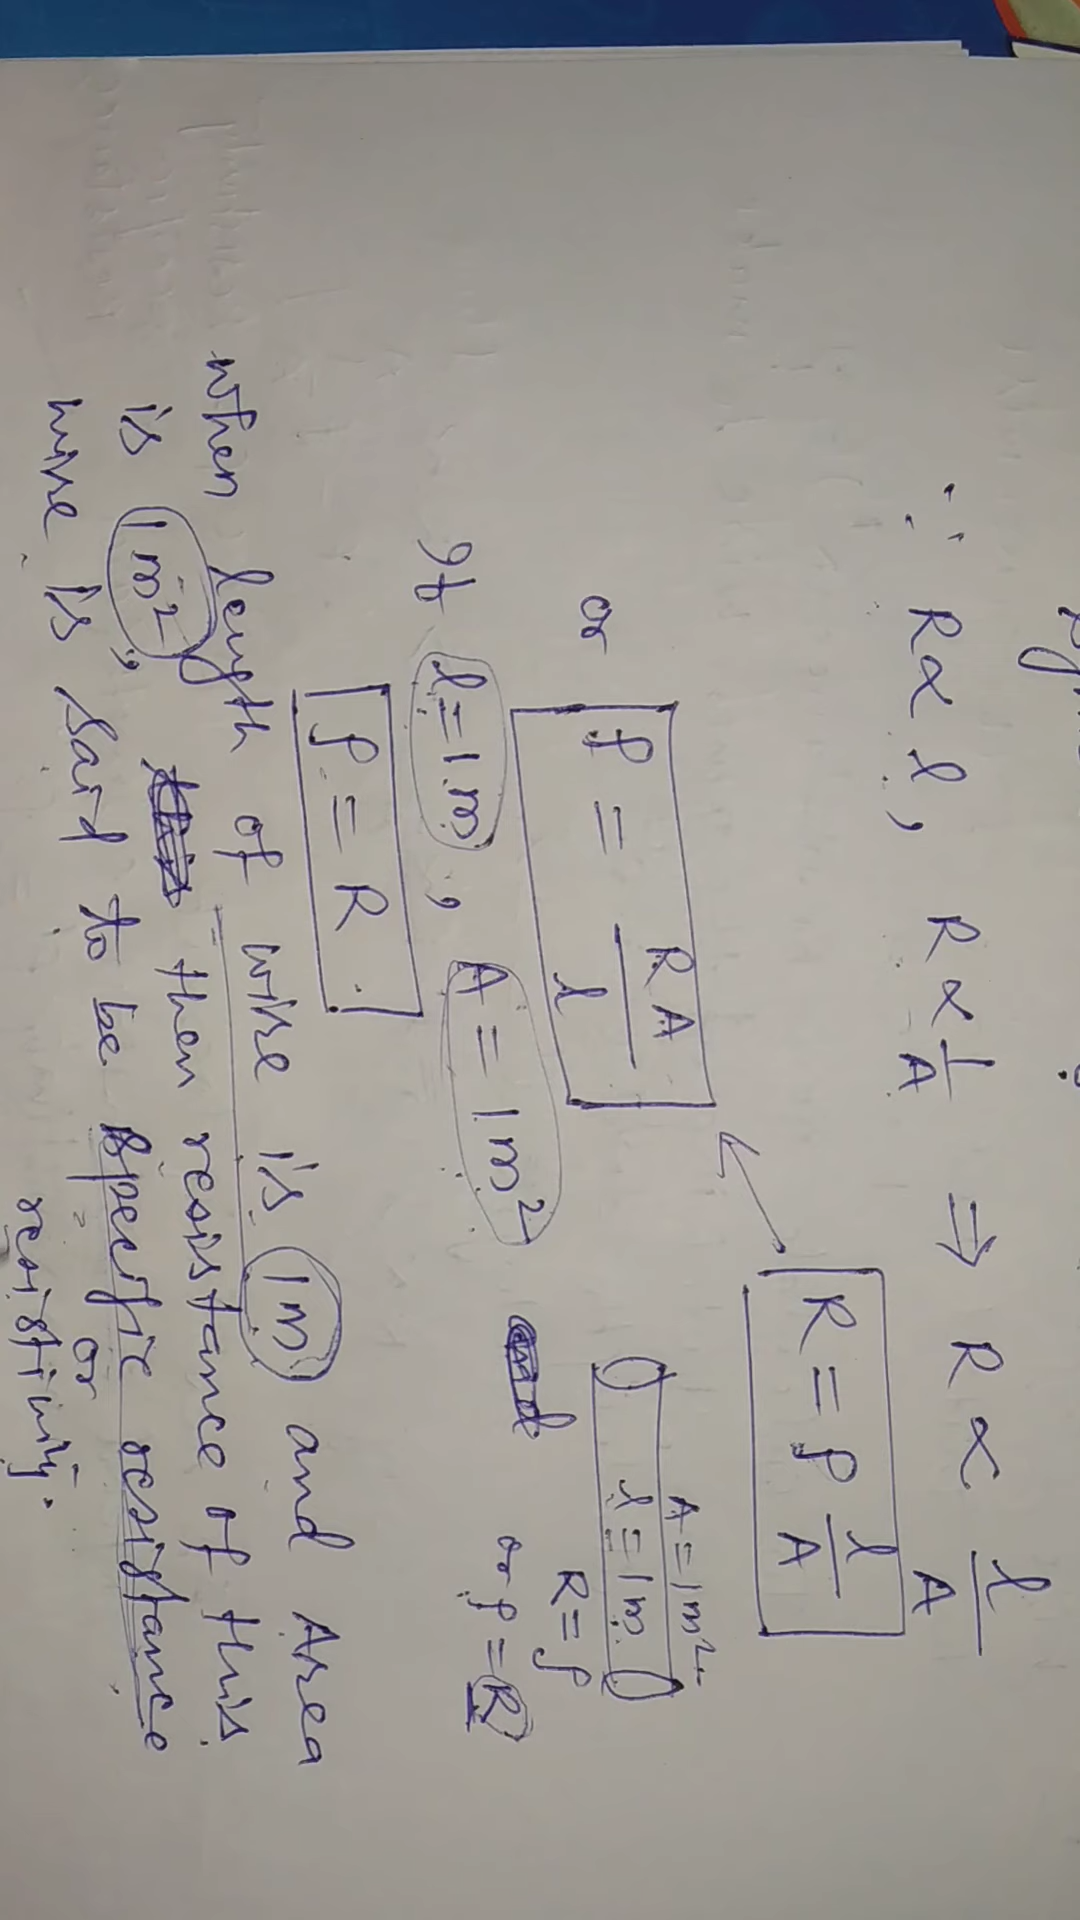 ∵ R ∝ l, R ∝ 1/A ⇒ R ∝ l/A
R = ρ l/A
or ρ = RA/l
A = 1m²
l = 1m
If l = 1m, A = 1m²
R = ρ
or ρ = R
ρ = R
When length of wire is 1m and Area
is 1m², then resistance of this
wire is said to be specific resistance
or
resistivity.